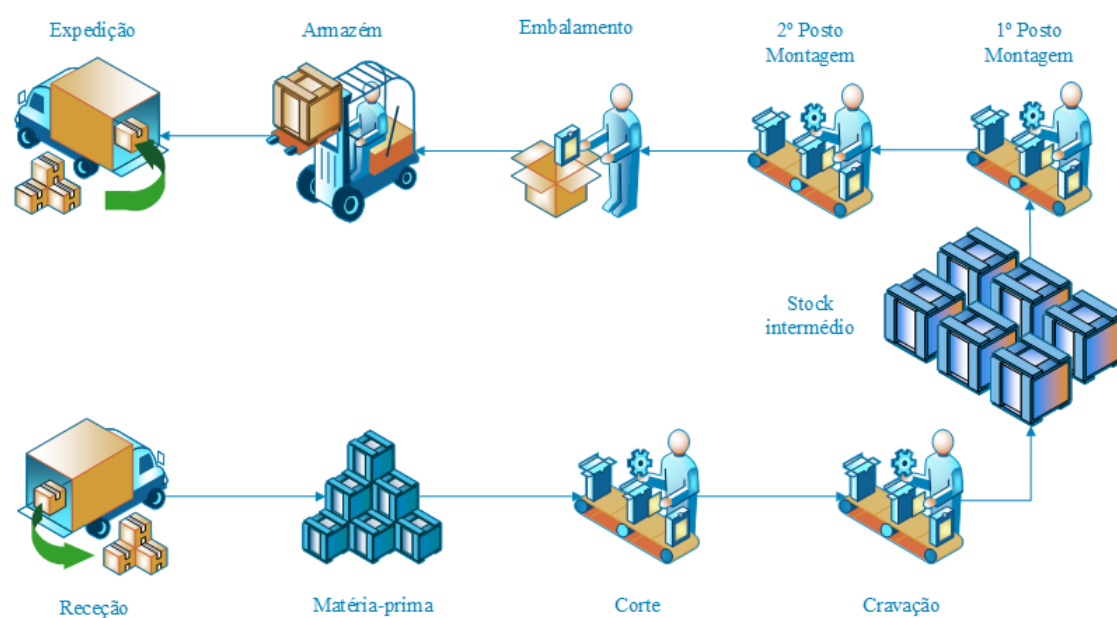 Expedição
Armazém
Embalamento
2º Posto
Montagem
1º Posto
Montagem
Stock
intermédio
Receção
Matéria-prima
Corte
Cravação